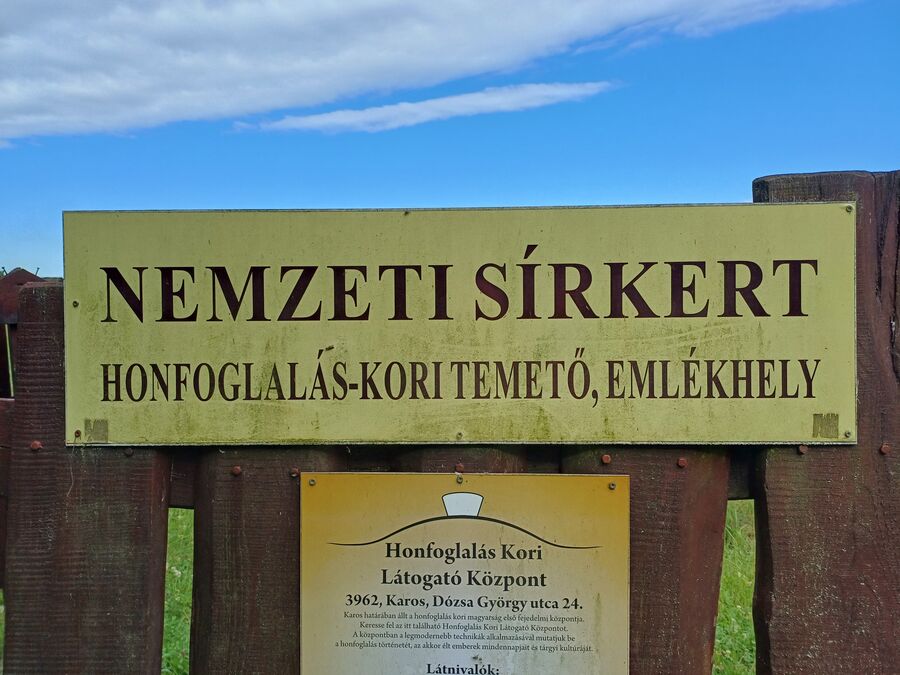 NEMZETI SÍRKERT
HONFOGLALÁS-KORI TEMETŐ, EMLÉKHELY
Honfoglalás Kori
Látogató Központ
3962, Karos, Dózsa György utca 24.
Karos határában állt a honfoglalás kori magyarság első fejedelmi központja.
Keresse fel az itt található Honfoglalás Kori Látogató Központot.
A központban a legmodernebb technikák alkalmazásával mutatjuk be
a honfoglalás történetét, az akkor élt emberek mindennapjait és tárgyi kultúráját.
Látnivalók: